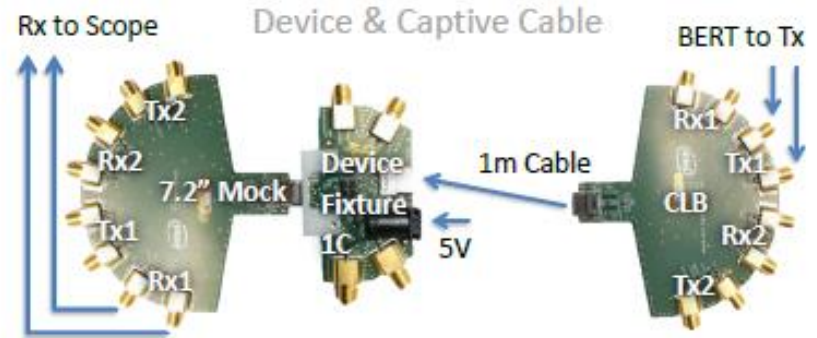 Device & Captive Cable
Rx to Scope
BERT to Tx
Tx2
Rx2
7.2" Mock
Tx1
Rx1
Device
Fixture
1C
1m Cable
5V
Rx1
Tx1
CLB
Rx2
Tx2